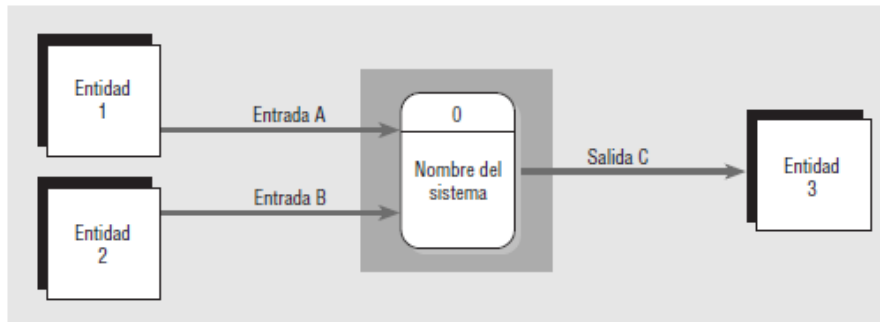 Entidad
1
Entrada A
0
Nombre del
sistema
Salida C
Entidad
3
Entrada B
Entidad
2